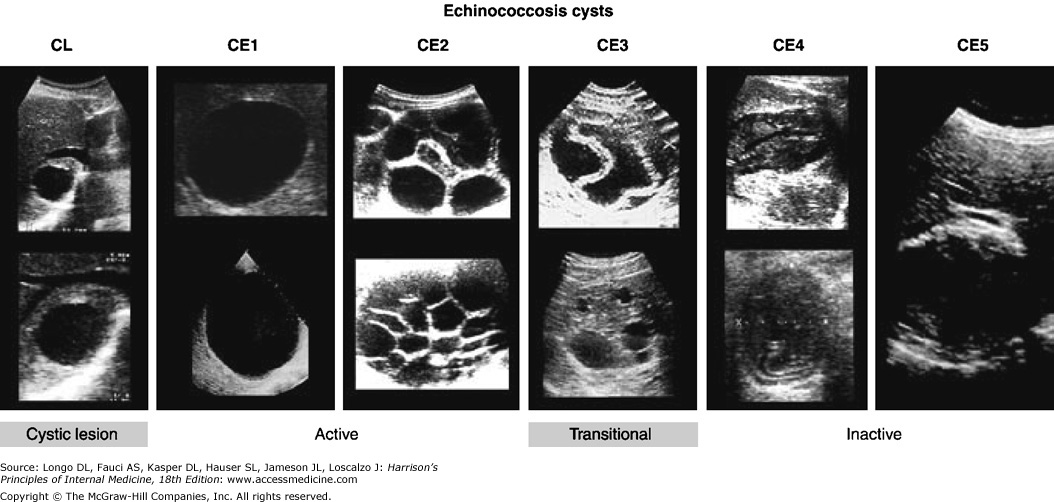 Echinococcosis cysts
CL CE1 CE2 CE3 CE4 CE5
Cystic lesion Active Transitional Inactive
Source: Longo DL, Fauci AS, Kasper DL, Hauser SL, Jameson JL, Loscalzo J: Harrison's
Principles of Internal Medicine, 18th Edition: www.accessmedicine.com
Copyright © The McGraw-Hill Companies, Inc. All rights reserved.